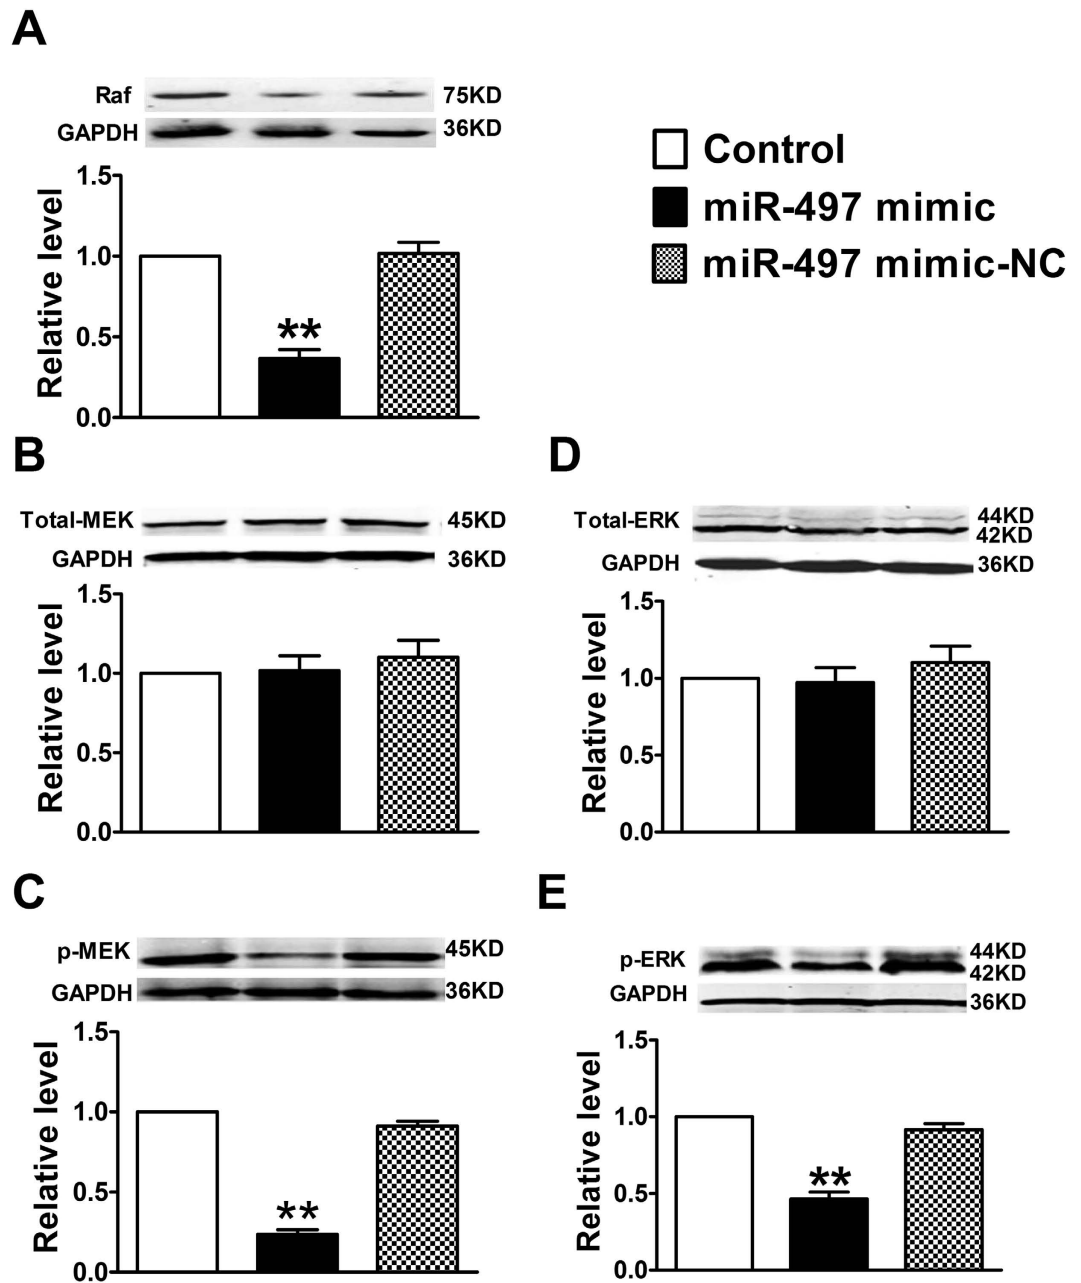 A
Raf 75KD
GAPDH 36KD
Relative level
1.5
1.0
0.5
0.0
**
Control
miR-497 mimic
miR-497 mimic-NC
B
Total-MEK 45KD
GAPDH 36KD
Relative level
1.5
1.0
0.5
0.0
D
Total-ERK 44KD
42KD
GAPDH 36KD
Relative level
1.5
1.0
0.5
0.0
C
p-MEK 45KD
GAPDH 36KD
Relative level
1.5
1.0
0.5
0.0
**
E
p-ERK 44KD
42KD
GAPDH 36KD
Relative level
1.5
1.0
0.5
0.0
**